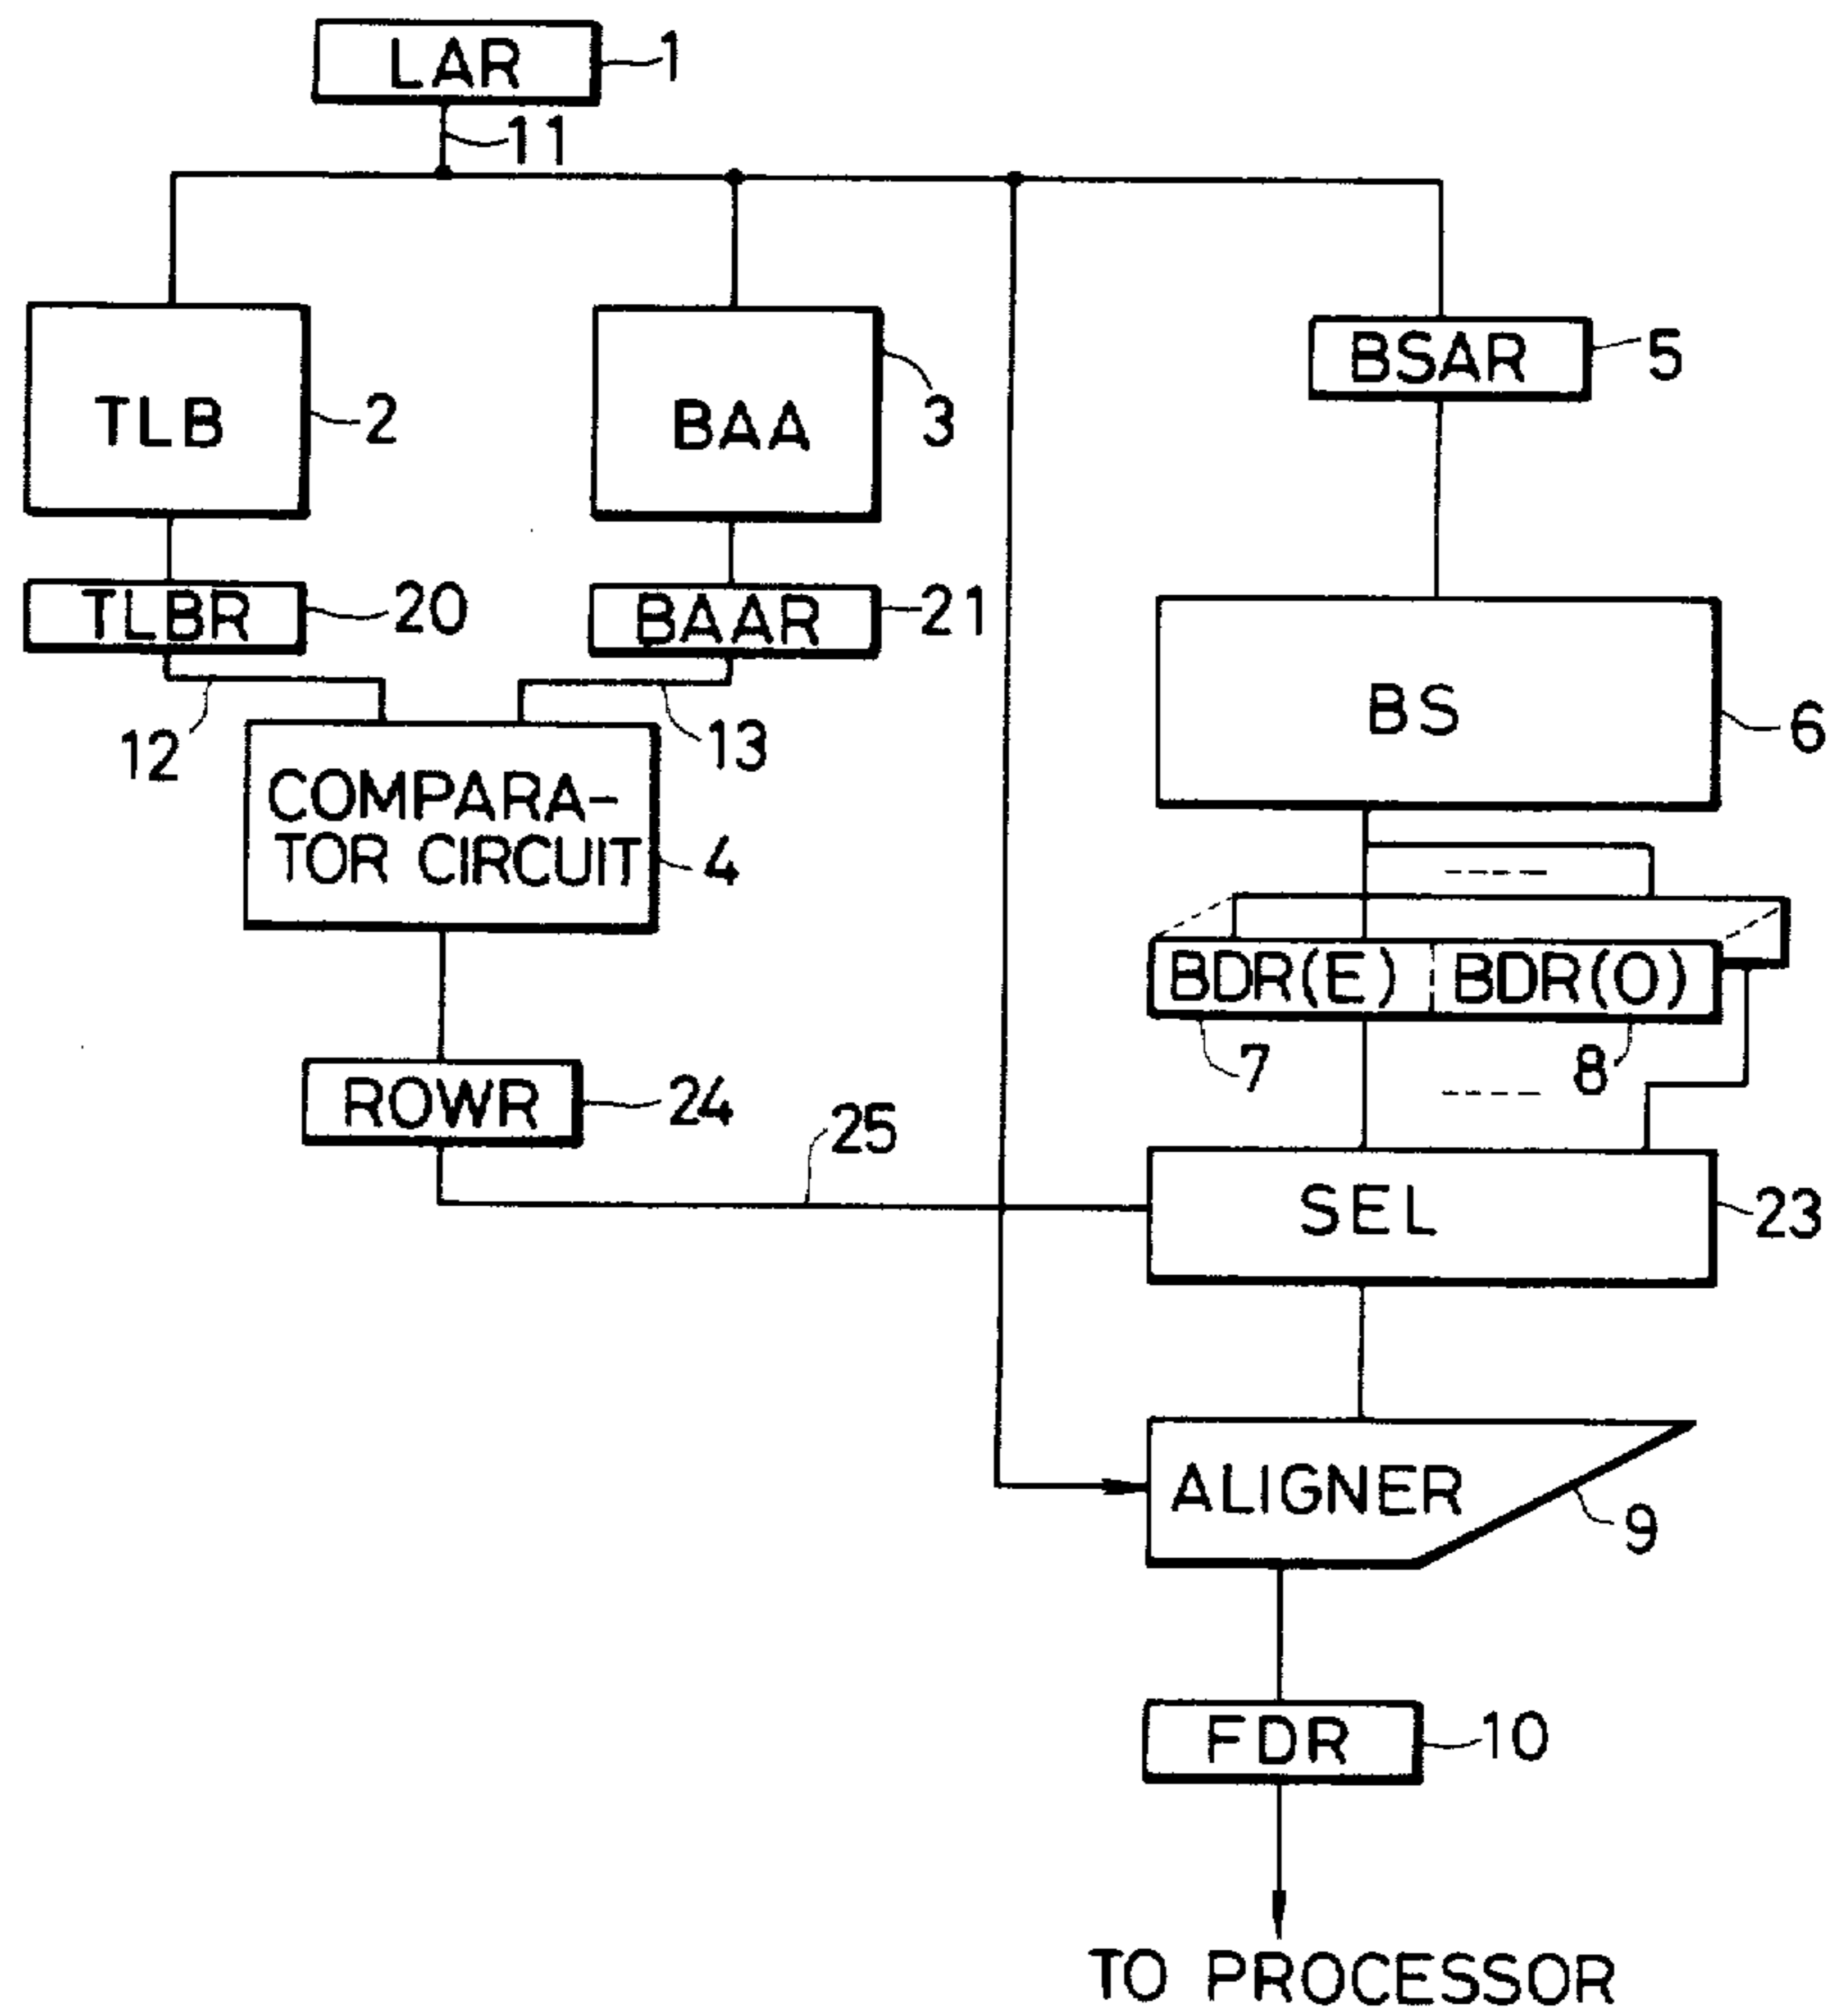 LAR
1
11
TLB
2
BAA
3
BSAR
5
TLBR
20
BAAR
21
12
13
BS
6
COMPARA-
TOR CIRCUIT
4
BDR(E)
BDR(O)
7
8
ROWR
24
25
SEL
23
ALIGNER
9
FDR
10
TO PROCESSOR